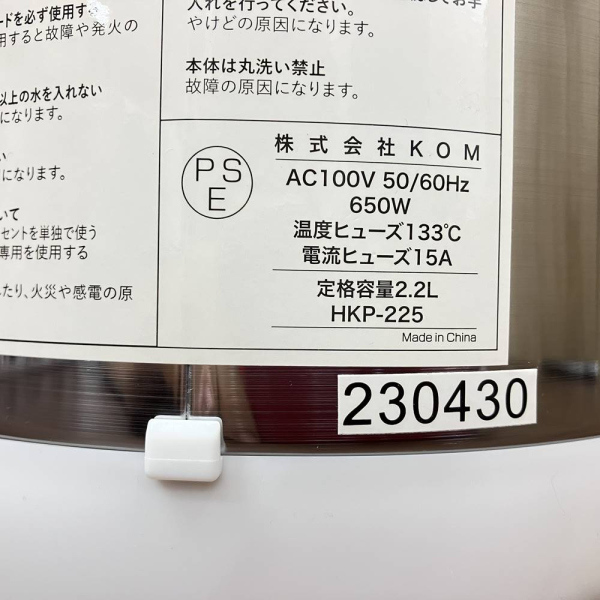 ードを必ず使用す
用すると故障や発火の
ます。
以上の水を入れない
になります。
い
になります。
いて
セントを単独で使う
専用を使用する
たり、火災や感電の原
入れを行ってください。
やけどの原因になります。
本体は丸洗い禁止
故障の原因になります。
PSE
株式会社KOM
AC100V 50/60Hz
650W
温度ヒューズ133℃
電流ヒューズ15A
定格容量2.2L
HKP-225
Made in China
230430